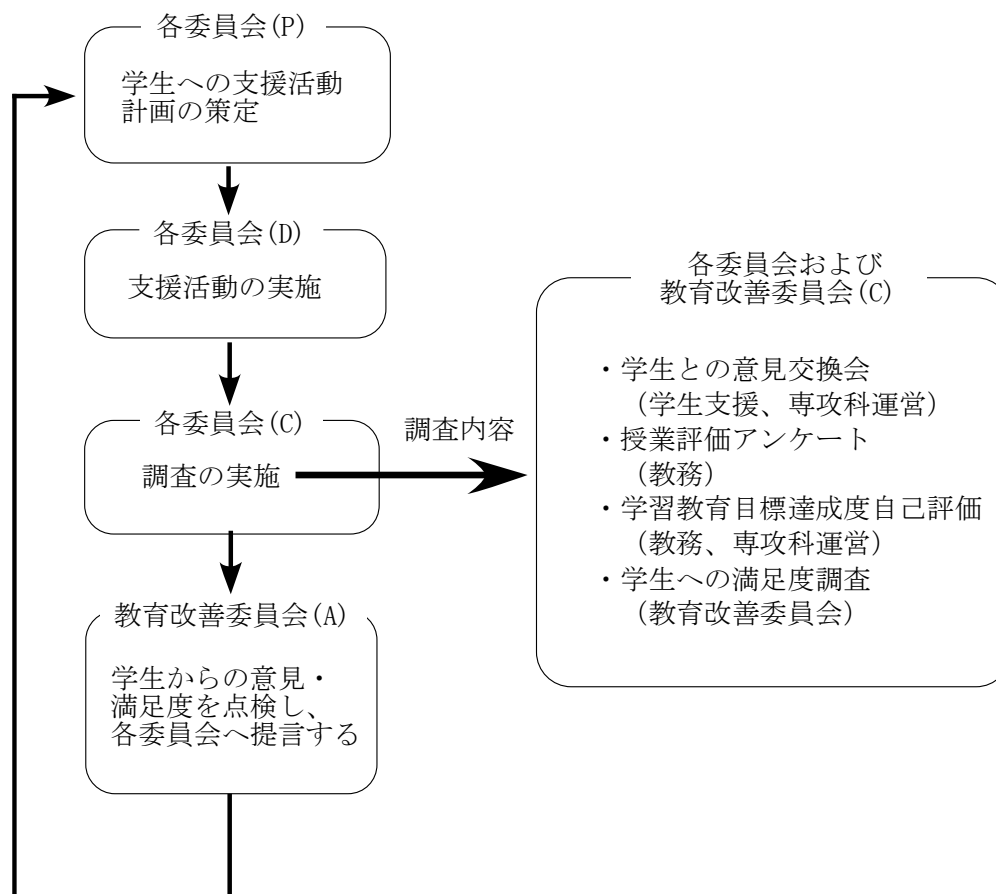 各委員会(P)
学生への支援活動
計画の策定
各委員会(D)
支援活動の実施
各委員会(C)
調査の実施
調査内容
教育改善委員会(A)
学生からの意見・
満足度を点検し、
各委員会へ提言する
各委員会および
教育改善委員会(C)
・学生との意見交換会
（学生支援、専攻科運営）
・授業評価アンケート
（教務）
・学習教育目標達成度自己評価
（教務、専攻科運営）
・学生への満足度調査
（教育改善委員会）